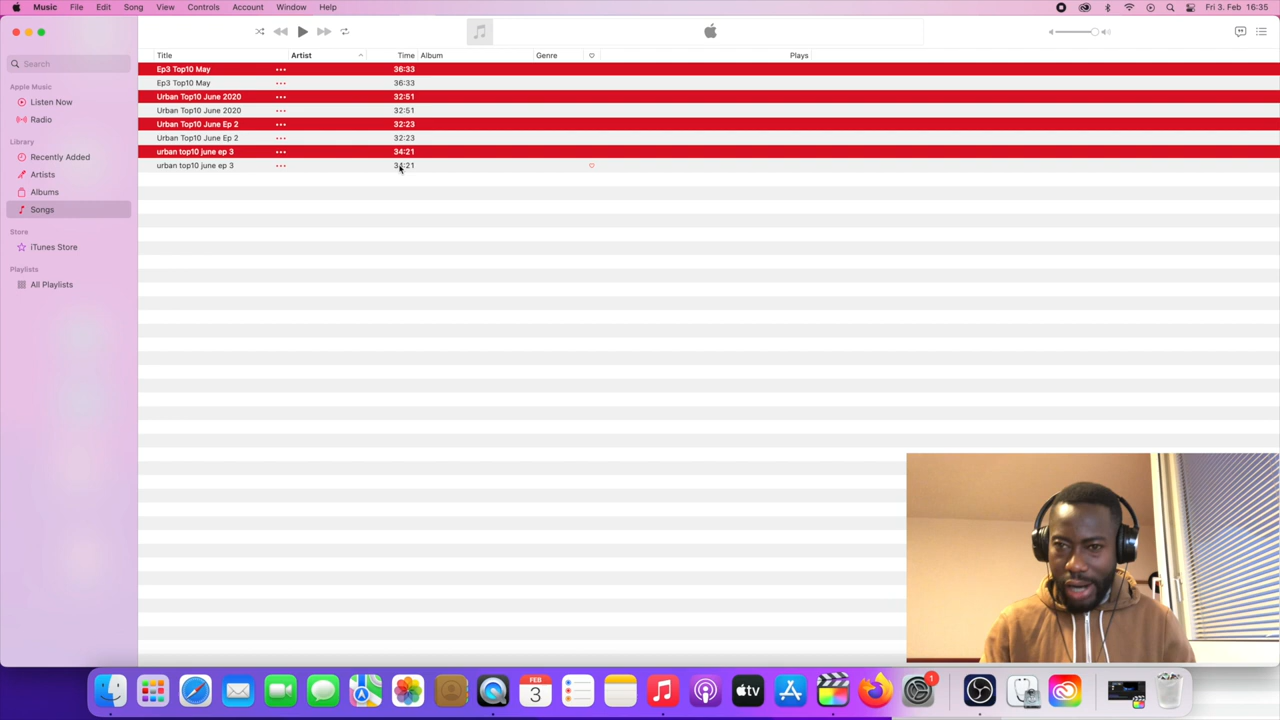 Music File Edit Song View Controls Account Window Help Fri 3. Feb 16:35
Search
Apple Music
Listen Now
Radio
Library
Recently Added
Artists
Albums
Songs
Store
iTunes Store
Playlists
All Playlists
Title Artist Time Album Genre Plays
Ep3 Top10 May ••• 36:33
Ep3 Top10 May ••• 36:33
Urban Top10 June 2020 ••• 32:51
Urban Top10 June 2020 ••• 32:51
Urban Top10 June Ep 2 ••• 32:23
Urban Top10 June Ep 2 ••• 32:23
urban top10 june ep 3 ••• 34:21
urban top10 june ep 3 ••• 34:21
FEB
3
tv
1